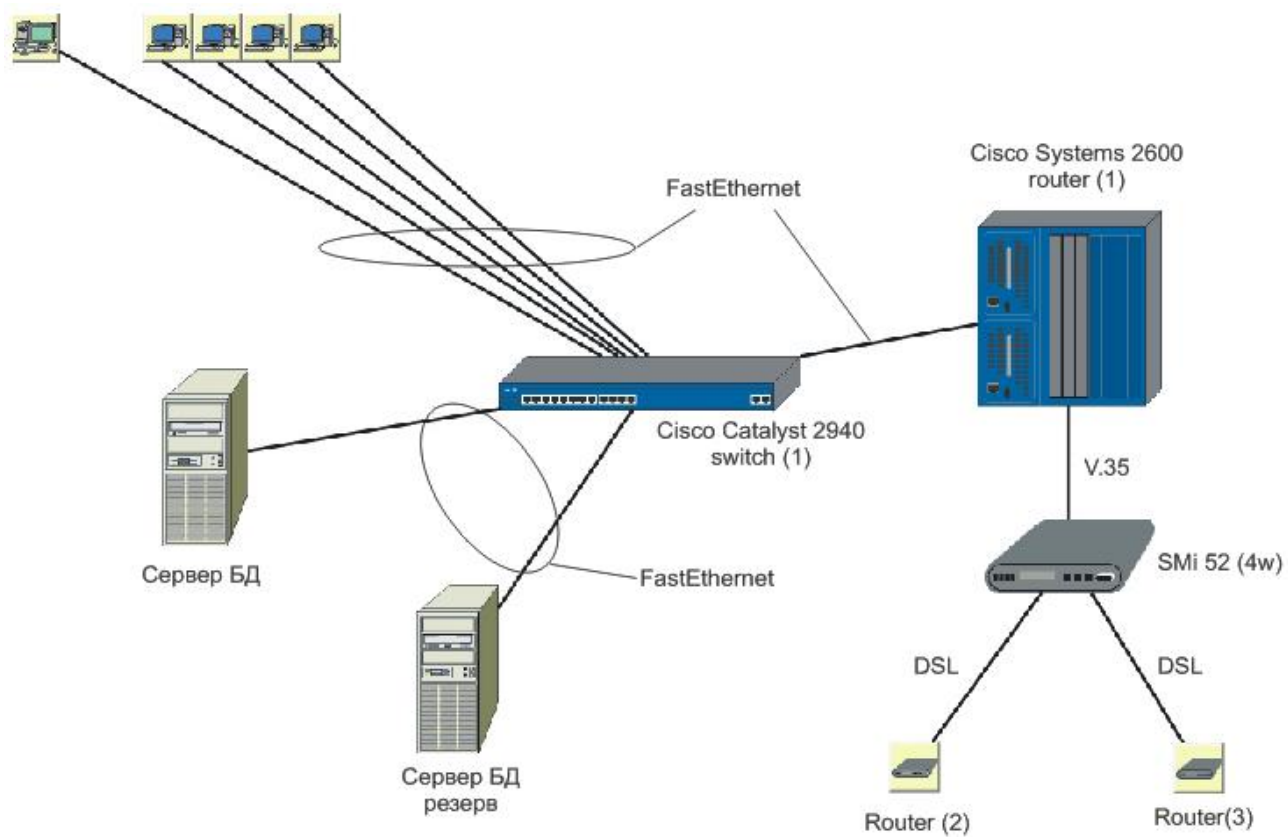 Cisco Systems 2600
router (1)
FastEthernet
Cisco Catalyst 2940
switch (1)
V.35
Сервер БД
FastEthernet
SMi 52 (4w)
DSL
DSL
Сервер БД
резерв
Router (2)
Router(3)